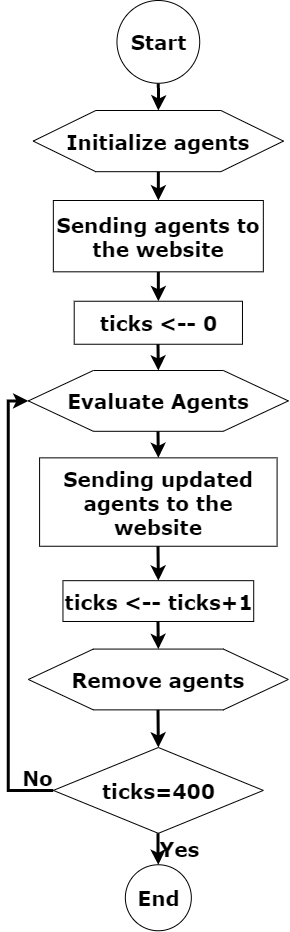 Start
Initialize agents
Sending agents to
the website
ticks <-- 0
Evaluate Agents
Sending updated
agents to the
website
ticks <-- ticks+1
Remove agents
ticks=400
No
Yes
End